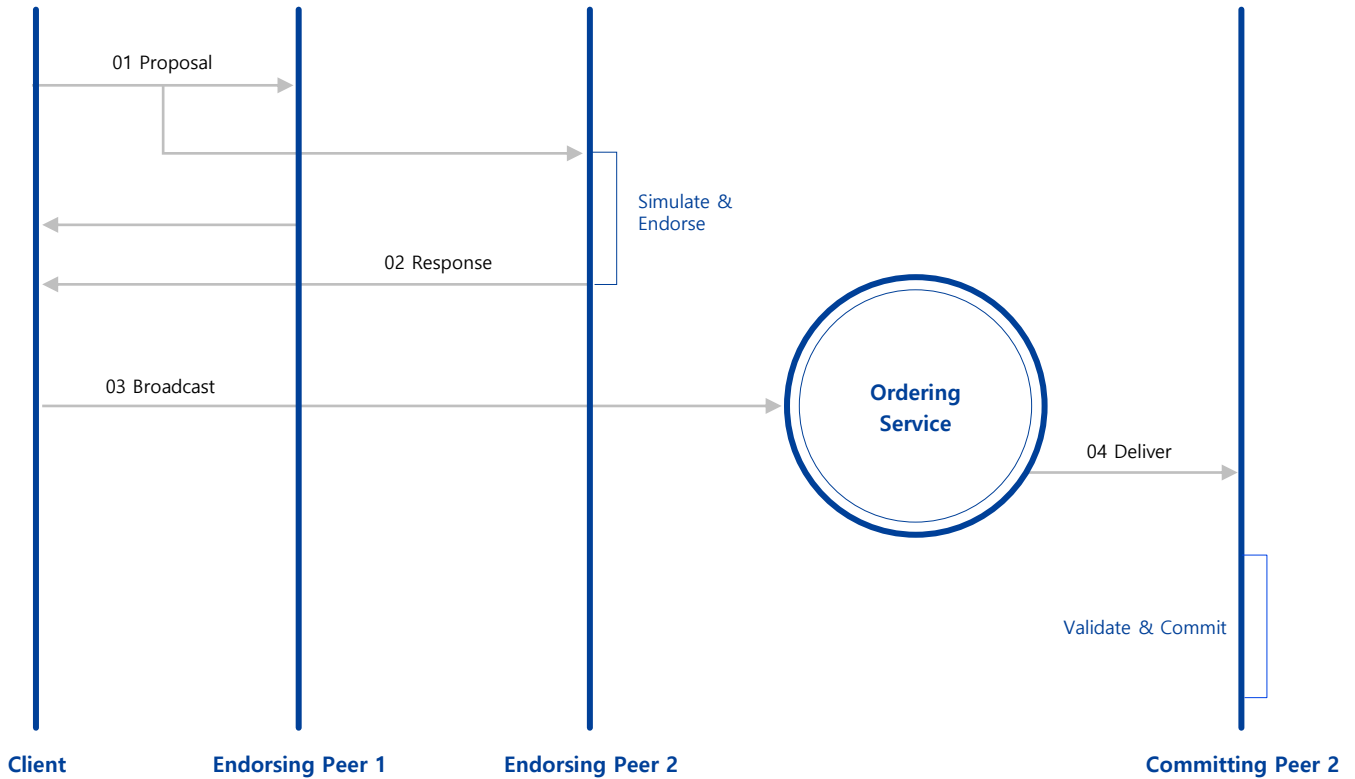 01 Proposal
Simulate &
Endorse
02 Response
03 Broadcast
Ordering
Service
04 Deliver
Validate & Commit
Client
Endorsing Peer 1
Endorsing Peer 2
Committing Peer 2